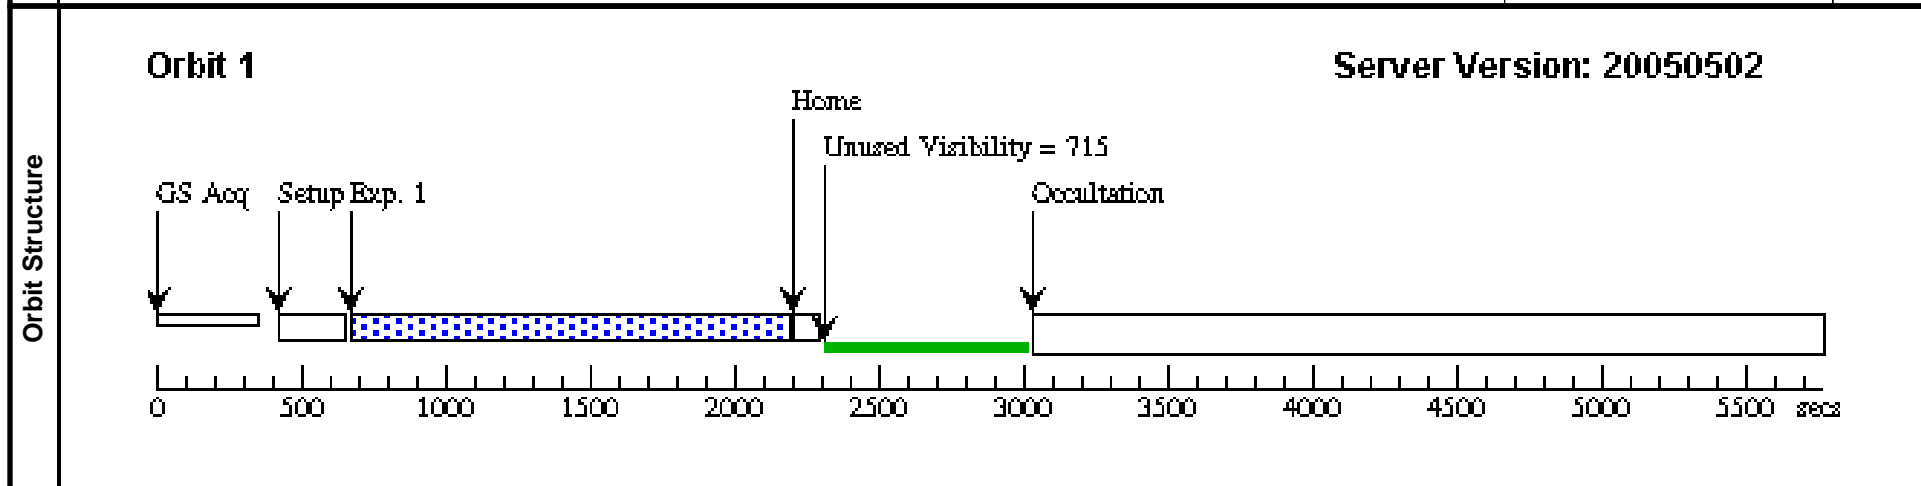 Orbit Structure
Orbit 1
Server Version: 20050502
Home
Unused Visibility = 715
GS Acq
Setup
Exp. 1
Occultation
0 500 1000 1500 2000 2500 3000 3500 4000 4500 5000 5500 secs